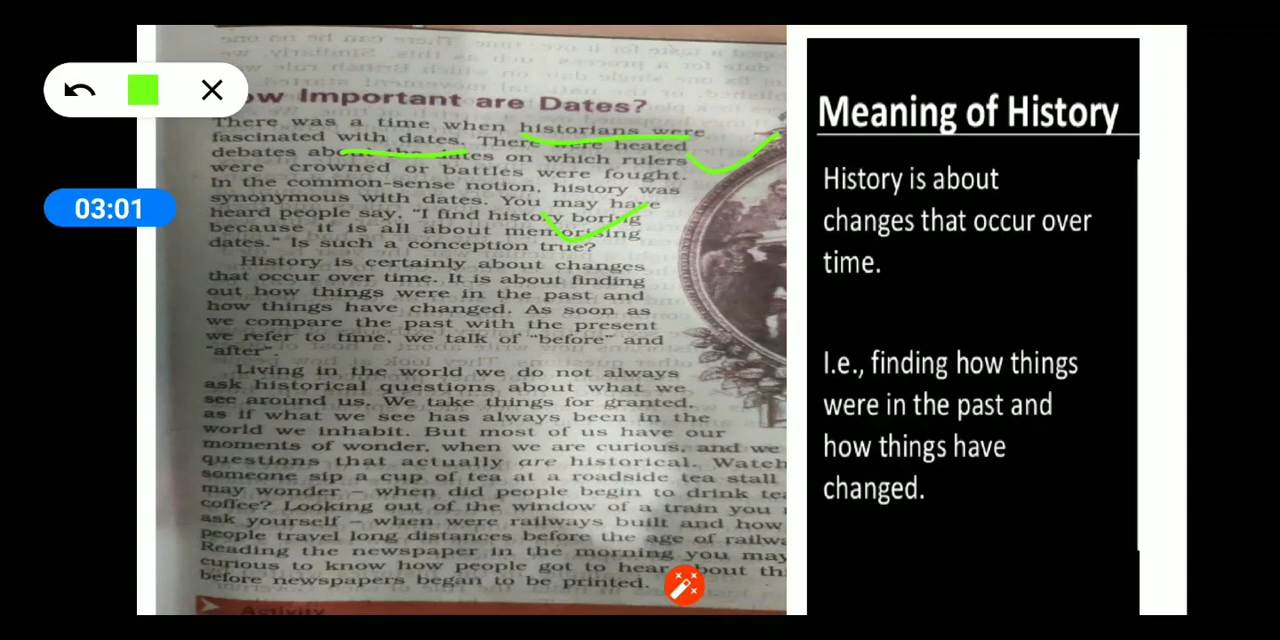 How Important are Dates?
There was a time when historians were
fascinated with dates. There were heated
debates about the dates on which rulers
were crowned or battles were fought.
In the common-sense notion, history was
synonymous with dates. You may have
heard people say, "I find history boring
because it is all about memorising
dates." Is such a conception true?
History is certainly about changes
that occur over time. It is about finding
out how things were in the past and
how things have changed. As soon as
we compare the past with the present
we refer to time, we talk of "before" and
"after".
Living in the world we do not always
ask historical questions about what we
see around us. We take things for granted,
as if what we see has always been in the
world we inhabit. But most of us have our
moments of wonder, when we are curious, and we
questions that actually are historical. Watch
someone sip a cup of tea at a roadside tea stall
may wonder – when did people begin to drink tea
coffee? Looking out of the window of a train you
ask yourself – when were railways built and how
people travel long distances before the age of railwa
Reading the newspaper in the morning you may
curious to know how people got to hear about th
before newspapers began to be printed.
Activity
03:01
Meaning of History
History is about
changes that occur over
time.
I.e., finding how things
were in the past and
how things have
changed.